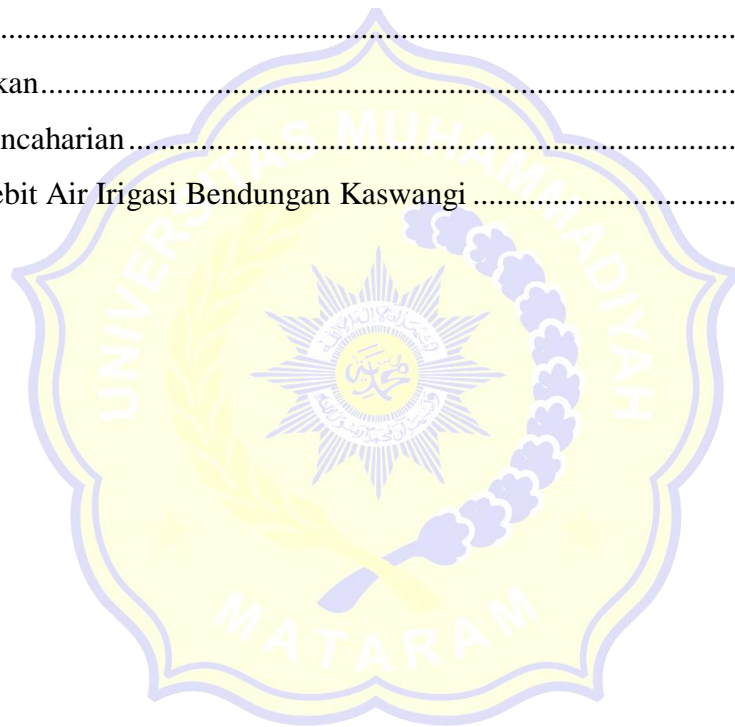 ...............................................................................................
kan.........................................................................................
ncaharian..............................................................................
ebit Air Irigasi Bendungan Kaswangi.................................
UNIVERSITAS MUHAMMADIYAH
MATARAM